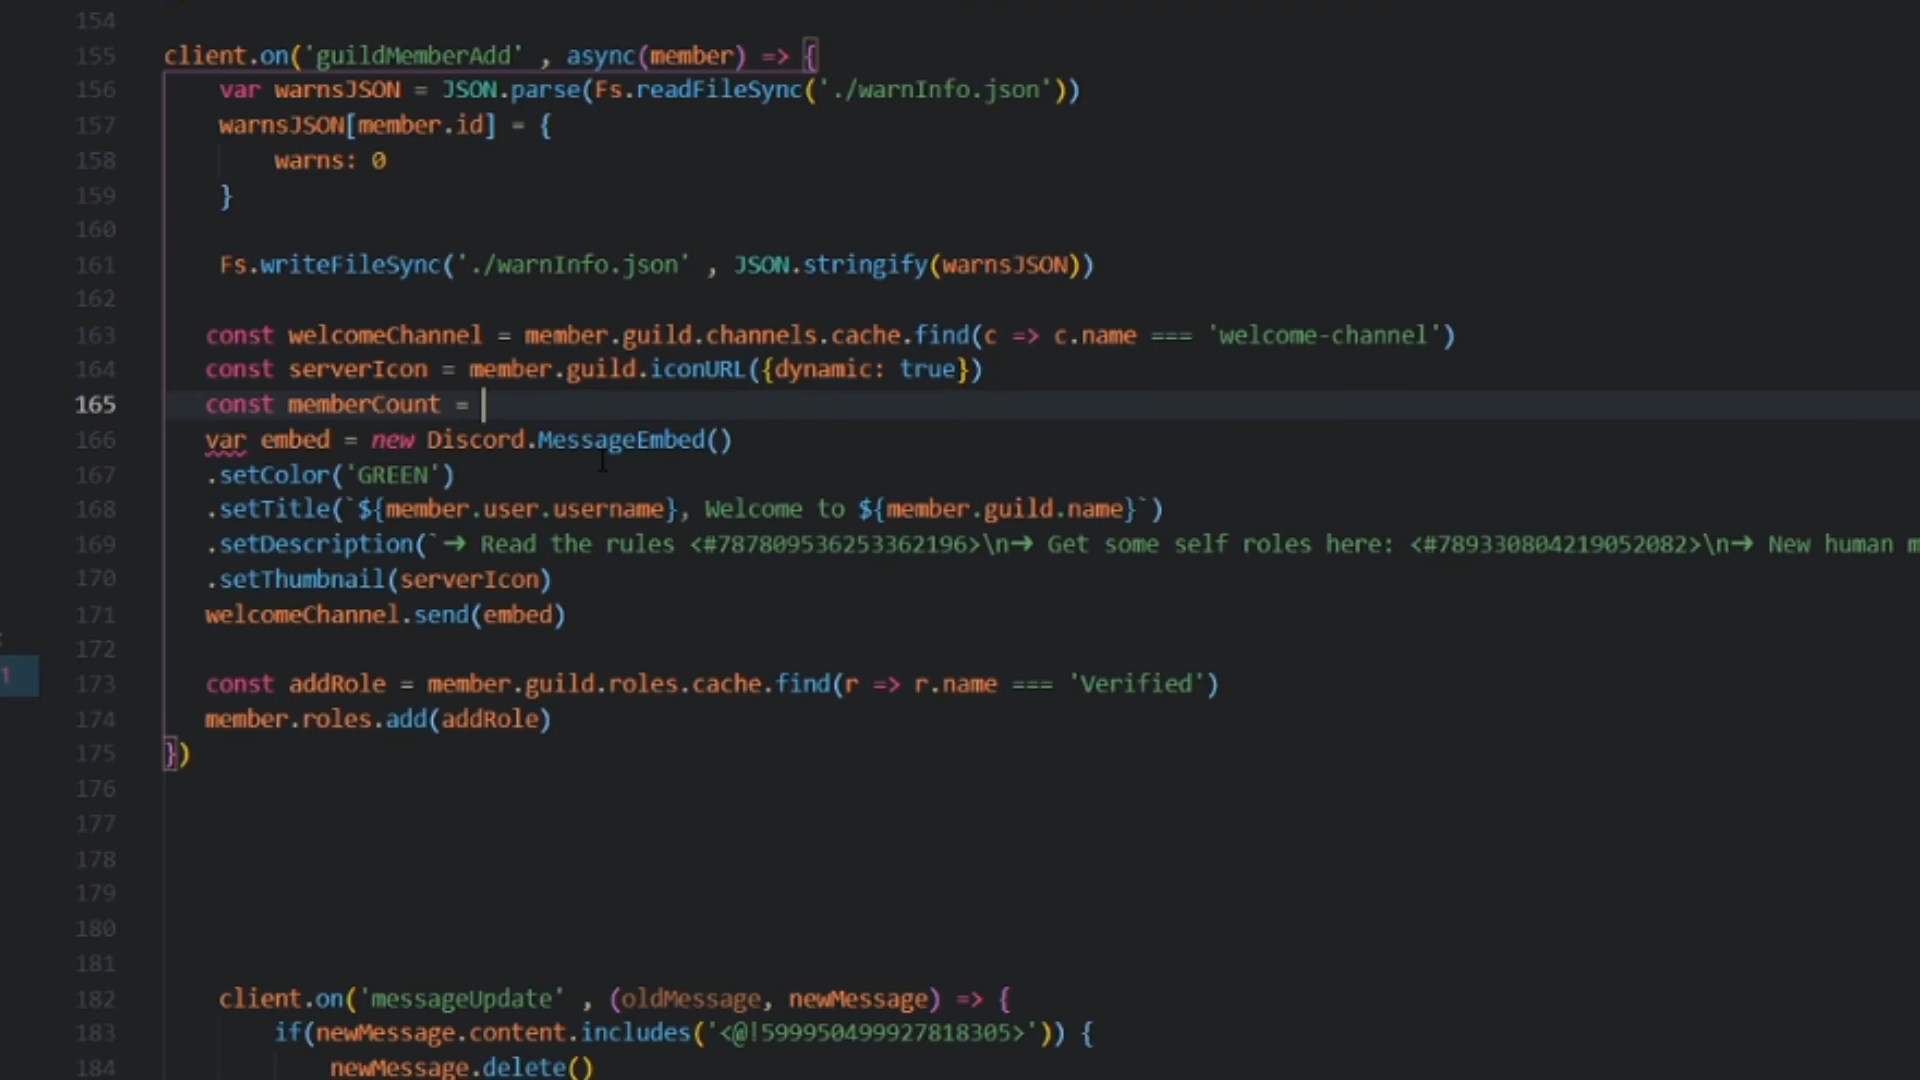 154
155 client.on('guildMemberAdd' , async(member) => {
156 var warnsJSON = JSON.parse(Fs.readFileSync('./warnInfo.json'))
157 warnsJSON[member.id] = {
158 warns: 0
159 }
160
161 Fs.writeFileSync('./warnInfo.json' , JSON.stringify(warnsJSON))
162
163 const welcomeChannel = member.guild.channels.cache.find(c => c.name === 'welcome-channel')
164 const serverIcon = member.guild.iconURL({dynamic: true})
165 const memberCount =
166 var embed = new Discord.MessageEmbed()
167 .setColor('GREEN')
168 .setTitle(`${member.user.username}, Welcome to ${member.guild.name}`)
169 .setDescription(`➜ Read the rules <#787809536253362196>\n➜ Get some self roles here: <#789330804219052082>\n➜ New human m
170 .setThumbnail(serverIcon)
171 welcomeChannel.send(embed)
172
1 173 const addRole = member.guild.roles.cache.find(r => r.name === 'Verified')
174 member.roles.add(addRole)
175 })
176
177
178
179
180
181
182 client.on('messageUpdate' , (oldMessage, newMessage) => {
183 if(newMessage.content.includes('<@!599950499927818305>')) {
184 newMessage.delete()